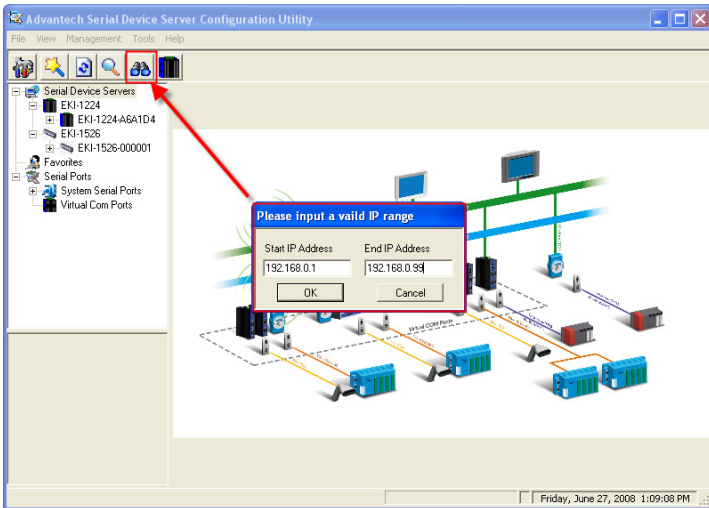 Advantech Serial Device Server Configuration Utility
File View Management Tools Help
Serial Device Servers
EKI-1224
EKI-1224-A6A1D4
EKI-1526
EKI-1526-000001
Favorites
Serial Ports
System Serial Ports
Virtual Com Ports
Please input a vaild IP range
Start IP Address End IP Address
192.168.0.1 192.168.0.99
OK Cancel
Virtual COM Ports
Friday, June 27, 2008 1:09:08 PM